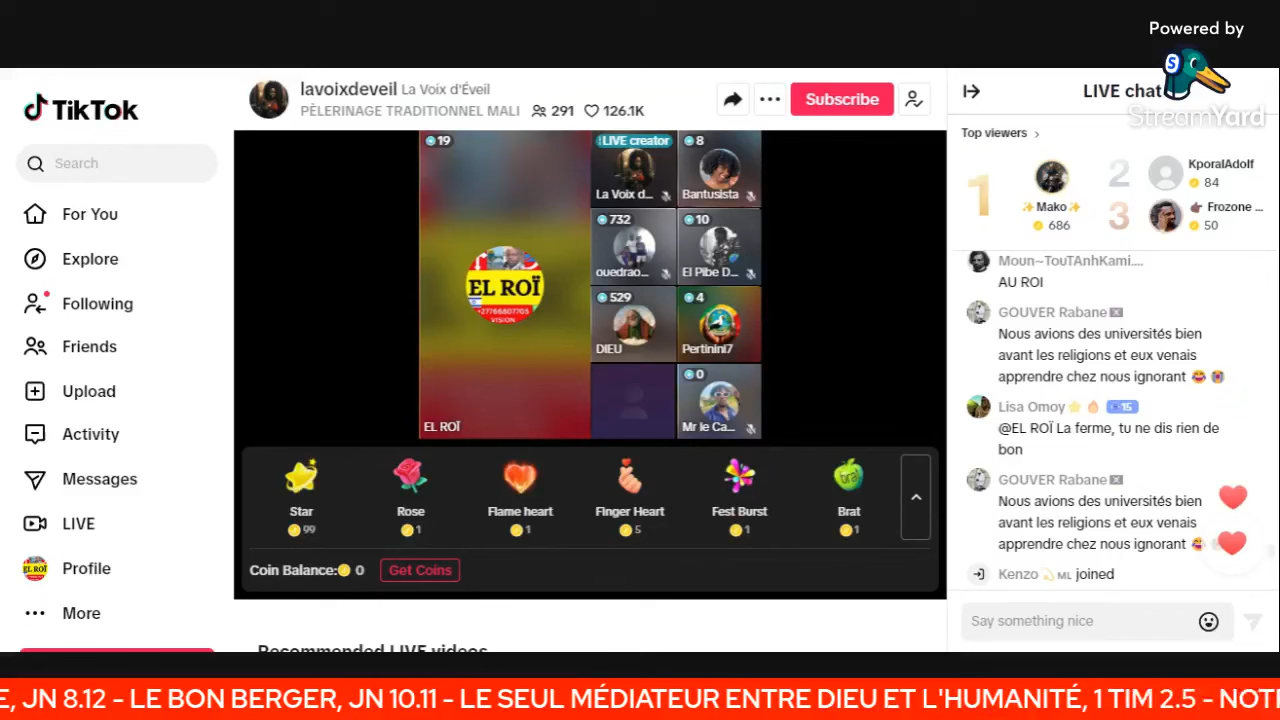 Powered by
StreamYard
TikTok
Search
For You
Explore
Following
Friends
Upload
Activity
Messages
LIVE
EL ROÏ
Profile
More
lavoixdeveil La Voix d'Éveil
PÈLERINAGE TRADITIONNEL MALI 291 126.1K
Subscribe
19
EL ROÏ
+27766807703
VISION
EL ROÏ
LIVE creator
La Voix d...
8
Bantusista
732
ouedrao...
10
El Pibe D...
529
DIEU
4
Pertinini7
0
Mr le Ca...
Star
99
Rose
1
Flame heart
1
Finger Heart
5
Fest Burst
1
Brat
1
Coin Balance: 0
Get Coins
Recommended LIVE videos
LIVE chat
Top viewers
1
Mako
686
2
KporalAdolf
84
3
Frozone ...
50
Moun~TouTAnhKami....
AU ROI
GOUVER Rabane
Nous avions des universités bien
avant les religions et eux venais
apprendre chez nous ignorant 😂 😭
Lisa Omoy⭐ 🔥 15
@EL ROÏ La ferme, tu ne dis rien de
bon
GOUVER Rabane
Nous avions des universités bien
avant les religions et eux venais
apprendre chez nous ignorant
Kenzo 💫 ML joined
Say something nice
E, JN 8.12 - LE BON BERGER, JN 10.11 - LE SEUL MÉDIATEUR ENTRE DIEU ET L'HUMANITÉ, 1 TIM 2.5 - NOTI